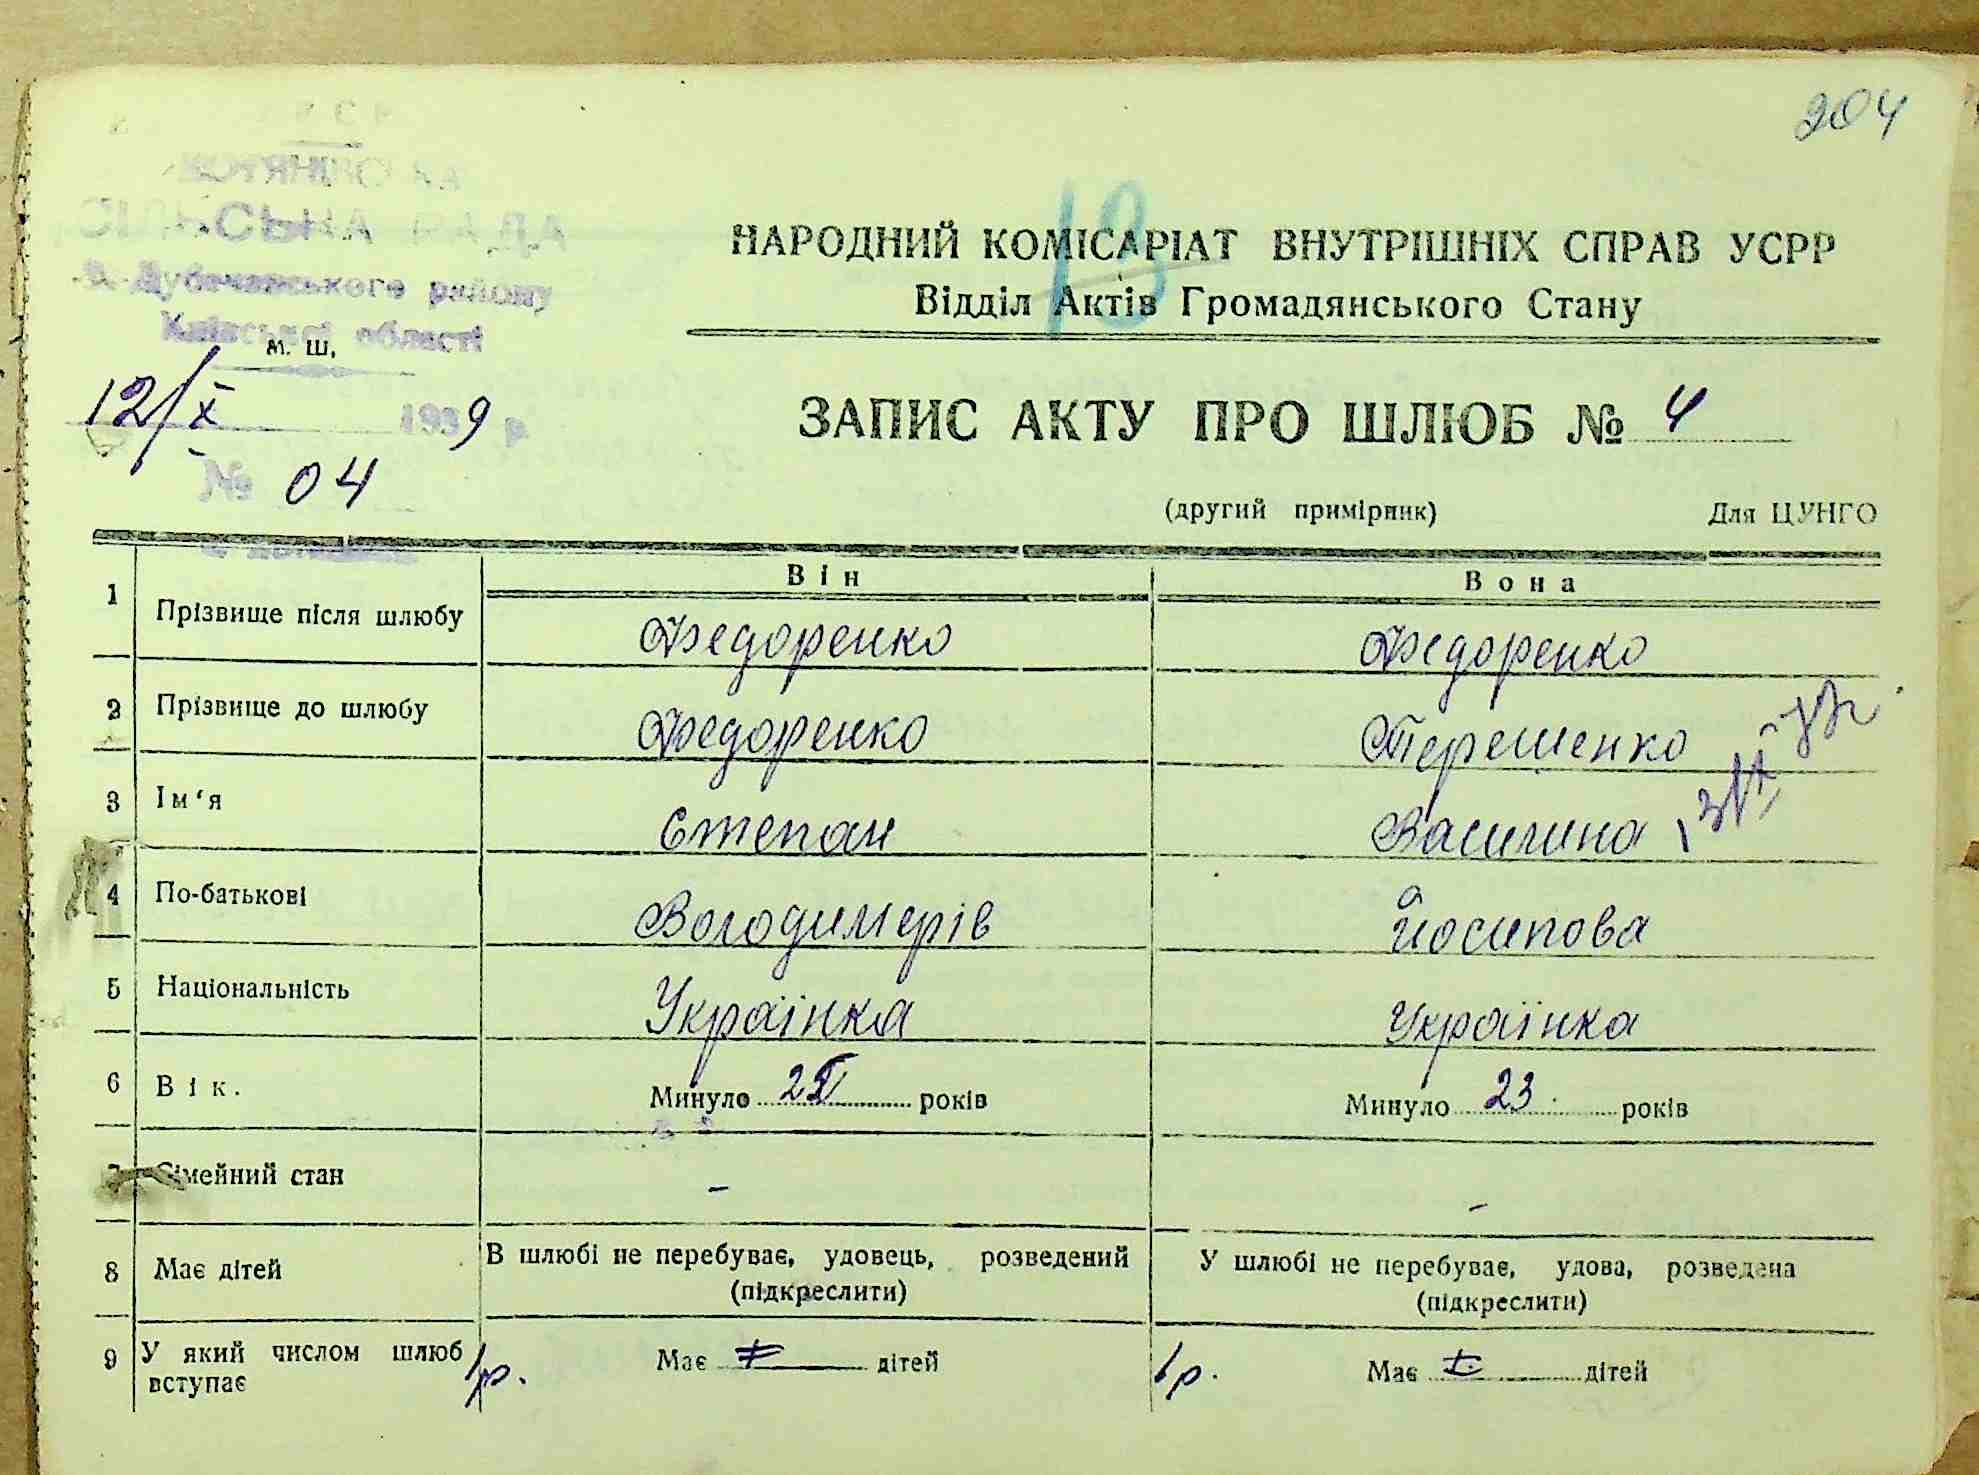 204
13
СІЛЬСЬКА РАДА
району
Київської області
м. ш.
12/X 1939 р.
№ 04
НАРОДНИЙ КОМІСАРІАТ ВНУТРІШНІХ СПРАВ УСРР
Відділ Актів Громадянського Стану
ЗАПИС АКТУ ПРО ШЛЮБ № 4
(другий примірник) Для ЦУНГО
Він Вона
1 Прізвище після шлюбу Федоренко Федоренко
2 Прізвище до шлюбу Федоренко Терешенко
3 Ім‘я Степан Василина
4 По-батькові Володимерів Йосипова
5 Національність Українка Українка
6 Вік. Минуло років Минуло 23 років
7 Сімейний стан - -
8 Має дітей В шлюбі не перебуває, удовець, розведений У шлюбі не перебуває, удова, розведена
(підкреслити) (підкреслити)
9 У який числом шлюб вступає 1р. Має дітей 1р. Має дітей